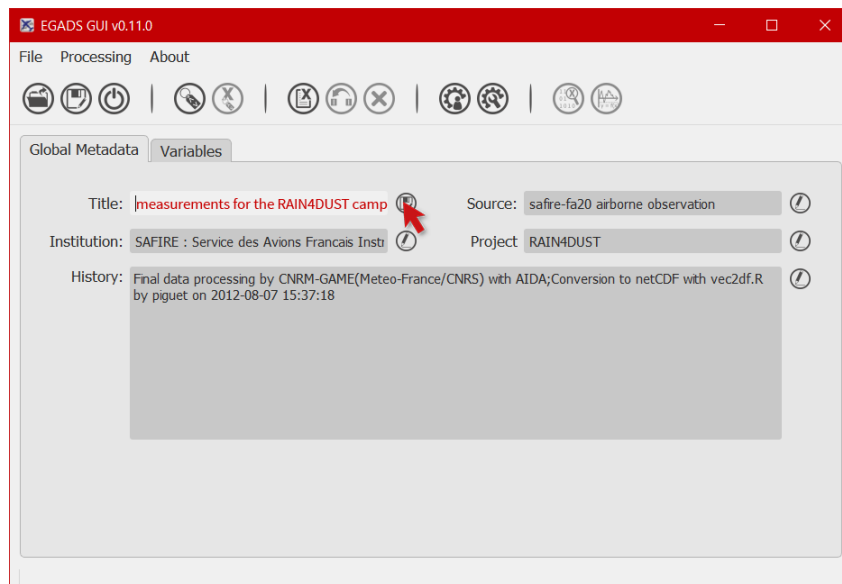 EGADS GUI v0.11.0
File Processing About
Global Metadata Variables
Title: measurements for the RAIN4DUST camp Source: safire-fa20 airborne observation
Institution: SAFIRE : Service des Avions Francais Instr Project RAIN4DUST
History: Final data processing by CNRM-GAME(Meteo-France/CNRS) with AIDA;Conversion to netCDF with vec2df.R
by piguet on 2012-08-07 15:37:18